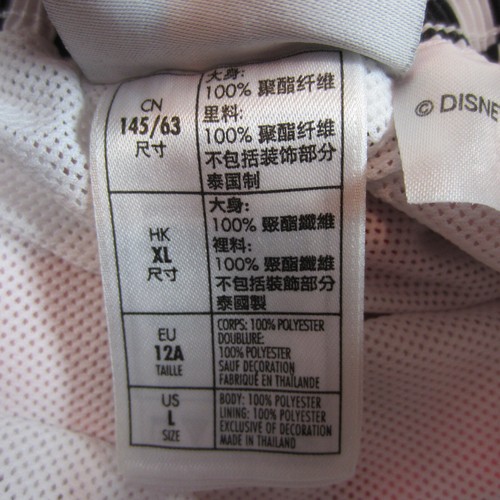 CN
145/63
尺寸
大身:
100% 聚酯纤维
里料:
100% 聚酯纤维
不包括装饰部分
泰国制
HK
XL
尺寸
大身:
100% 聚酯纖維
裡料:
100% 聚酯纖維
不包括裝飾部分
泰國製
EU
12A
TAILLE
CORPS: 100% POLYESTER
DOUBLURE:
100% POLYESTER
SAUF DECORATION
FABRIQUÉ EN THAÏLANDE
US
L
SIZE
BODY: 100% POLYESTER
LINING: 100% POLYESTER
EXCLUSIVE OF DECORATION
MADE IN THAILAND
© DISNE